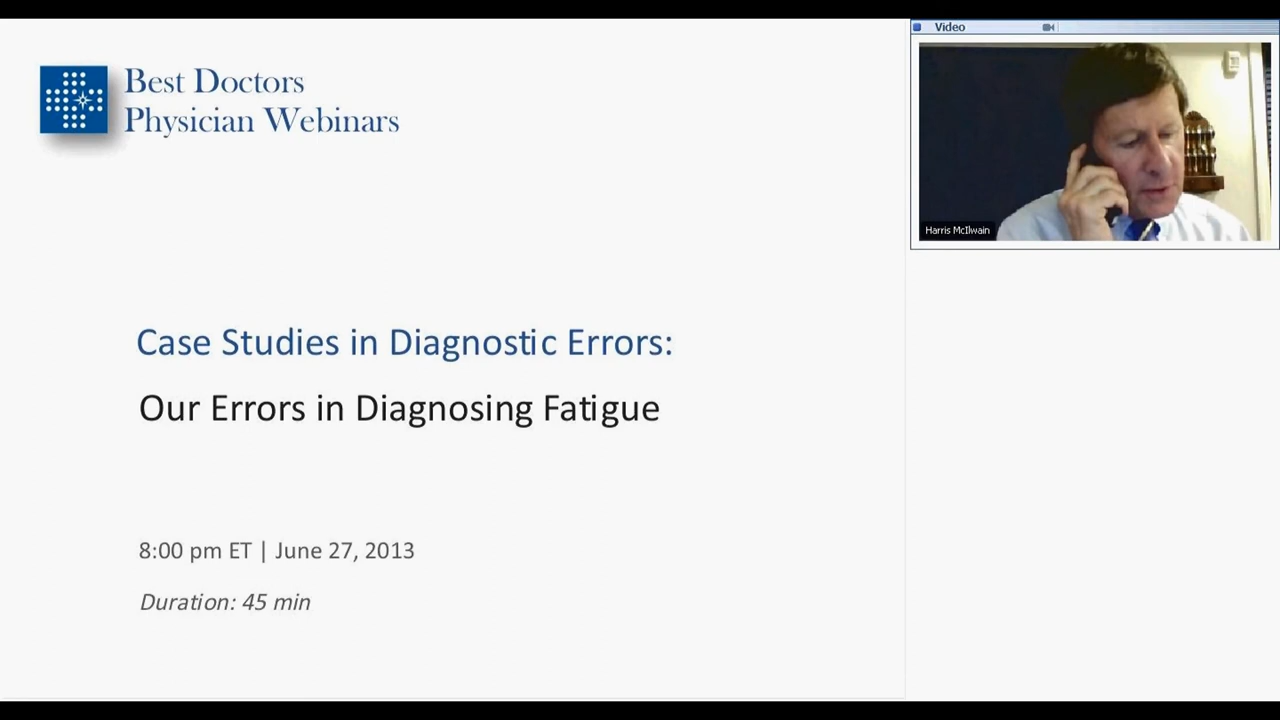 Best Doctors
Physician Webinars
Video
Harris McIlwain
Case Studies in Diagnostic Errors:
Our Errors in Diagnosing Fatigue
8:00 pm ET | June 27, 2013
Duration: 45 min